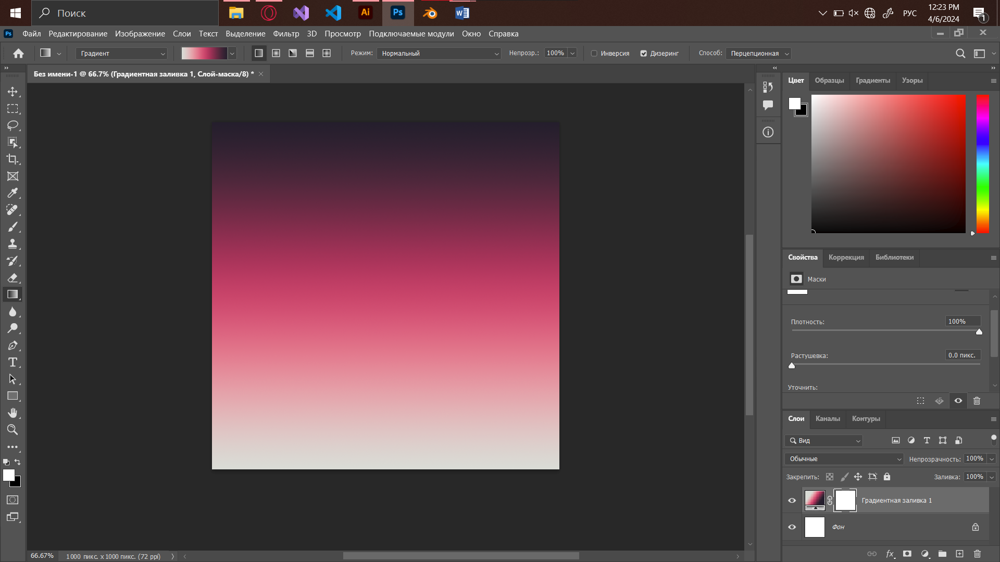 Поиск
Ai
Ps
W
РУС
12:23 PM
4/6/2024
1
Ps
Файл Редактирование Изображение Слои Текст Выделение Фильтр 3D Просмотр Подключаемые модули Окно Справка
Градиент
Режим: Нормальный
Непрозр.: 100%
Инверсия
Дизеринг
Способ: Перцепционная
Без имени-1 @ 66.7% (Градиентная заливка 1, Слой-маска/8) *
Цвет Образцы Градиенты Узоры
Свойства Коррекция Библиотеки
Маски
Плотность: 100%
Растушевка: 0.0 пикс.
Уточнить:
Слои Каналы Контуры
Вид
Обычные
Непрозрачность: 100%
Закрепить:
Заливка: 100%
Градиентная заливка 1
Фон
fx
66.67%
1000 пикс. x 1000 пикс. (72 ppi)